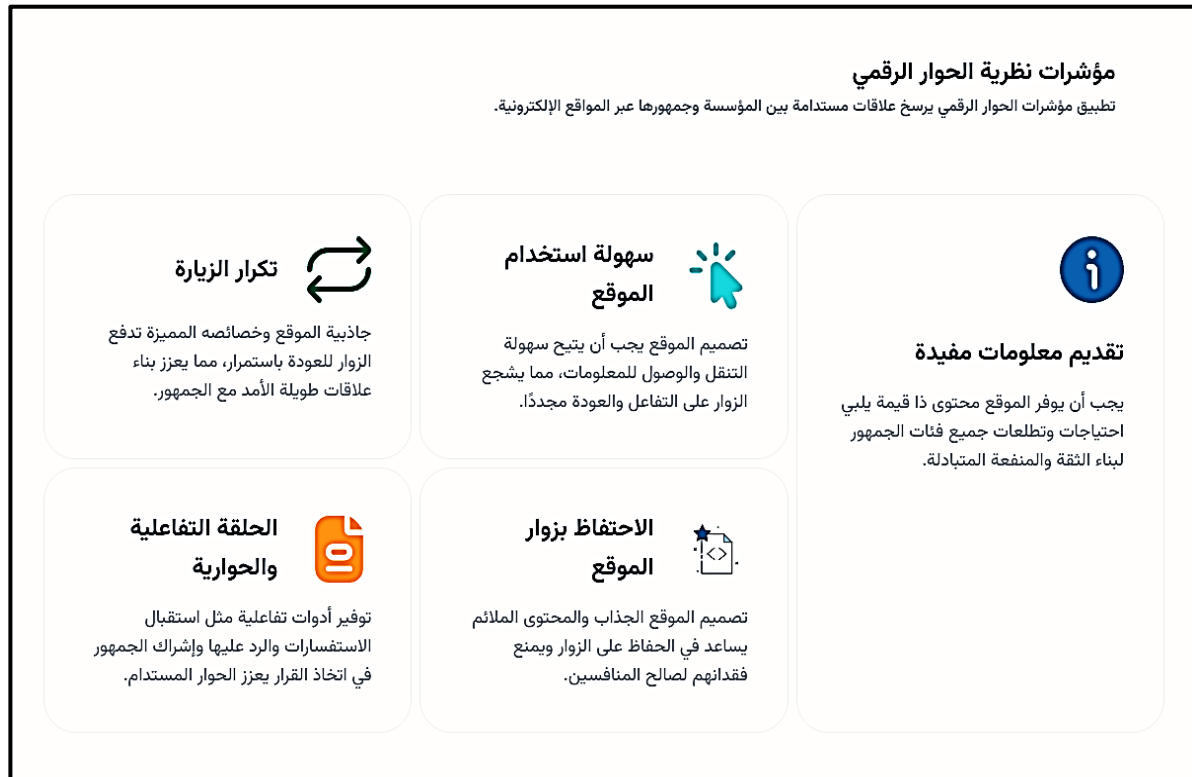 مؤشرات نظرية الحوار الرقمي
تطبيق مؤشرات الحوار الرقمي يرسخ علاقات مستدامة بين المؤسسة وجمهورها عبر المواقع الإلكترونية.
تقديم معلومات مفيدة
يجب أن يوفر الموقع محتوى ذا قيمة يلبي
احتياجات وتطلعات جميع فئات الجمهور
لبناء الثقة والمنفعة المتبادلة.
سهولة استخدام
الموقع
تصميم الموقع يجب أن يتيح سهولة
التنقل والوصول للمعلومات، مما يشجع
الزوار على التفاعل والعودة مجددًا.
تكرار الزيارة
جاذبية الموقع وخصائصه المميزة تدفع
الزوار للعودة باستمرار، مما يعزز بناء
علاقات طويلة الأمد مع الجمهور.
الاحتفاظ بزوار
الموقع
تصميم الموقع الجذاب والمحتوى الملائم
يساعد في الحفاظ على الزوار ويمنع
فقدانهم لصالح المنافسين.
الحلقة التفاعلية
والحوارية
توفير أدوات تفاعلية مثل استقبال
الاستفسارات والرد عليها وإشراك الجمهور
في اتخاذ القرار يعزز الحوار المستدام.